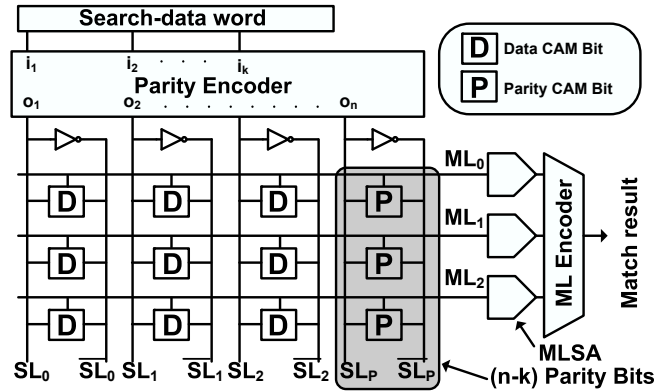 Search-data word
i1 i2 . . . ik
Parity Encoder
o1 o2 . . . . . . . . on
D Data CAM Bit
P Parity CAM Bit
ML0
D D D P
ML1
D D D P
ML2
D D D P
ML Encoder
Match result
MLSA
SL0 SL0 SL1 SL1 SL2 SL2 SLP SLP
(n-k) Parity Bits